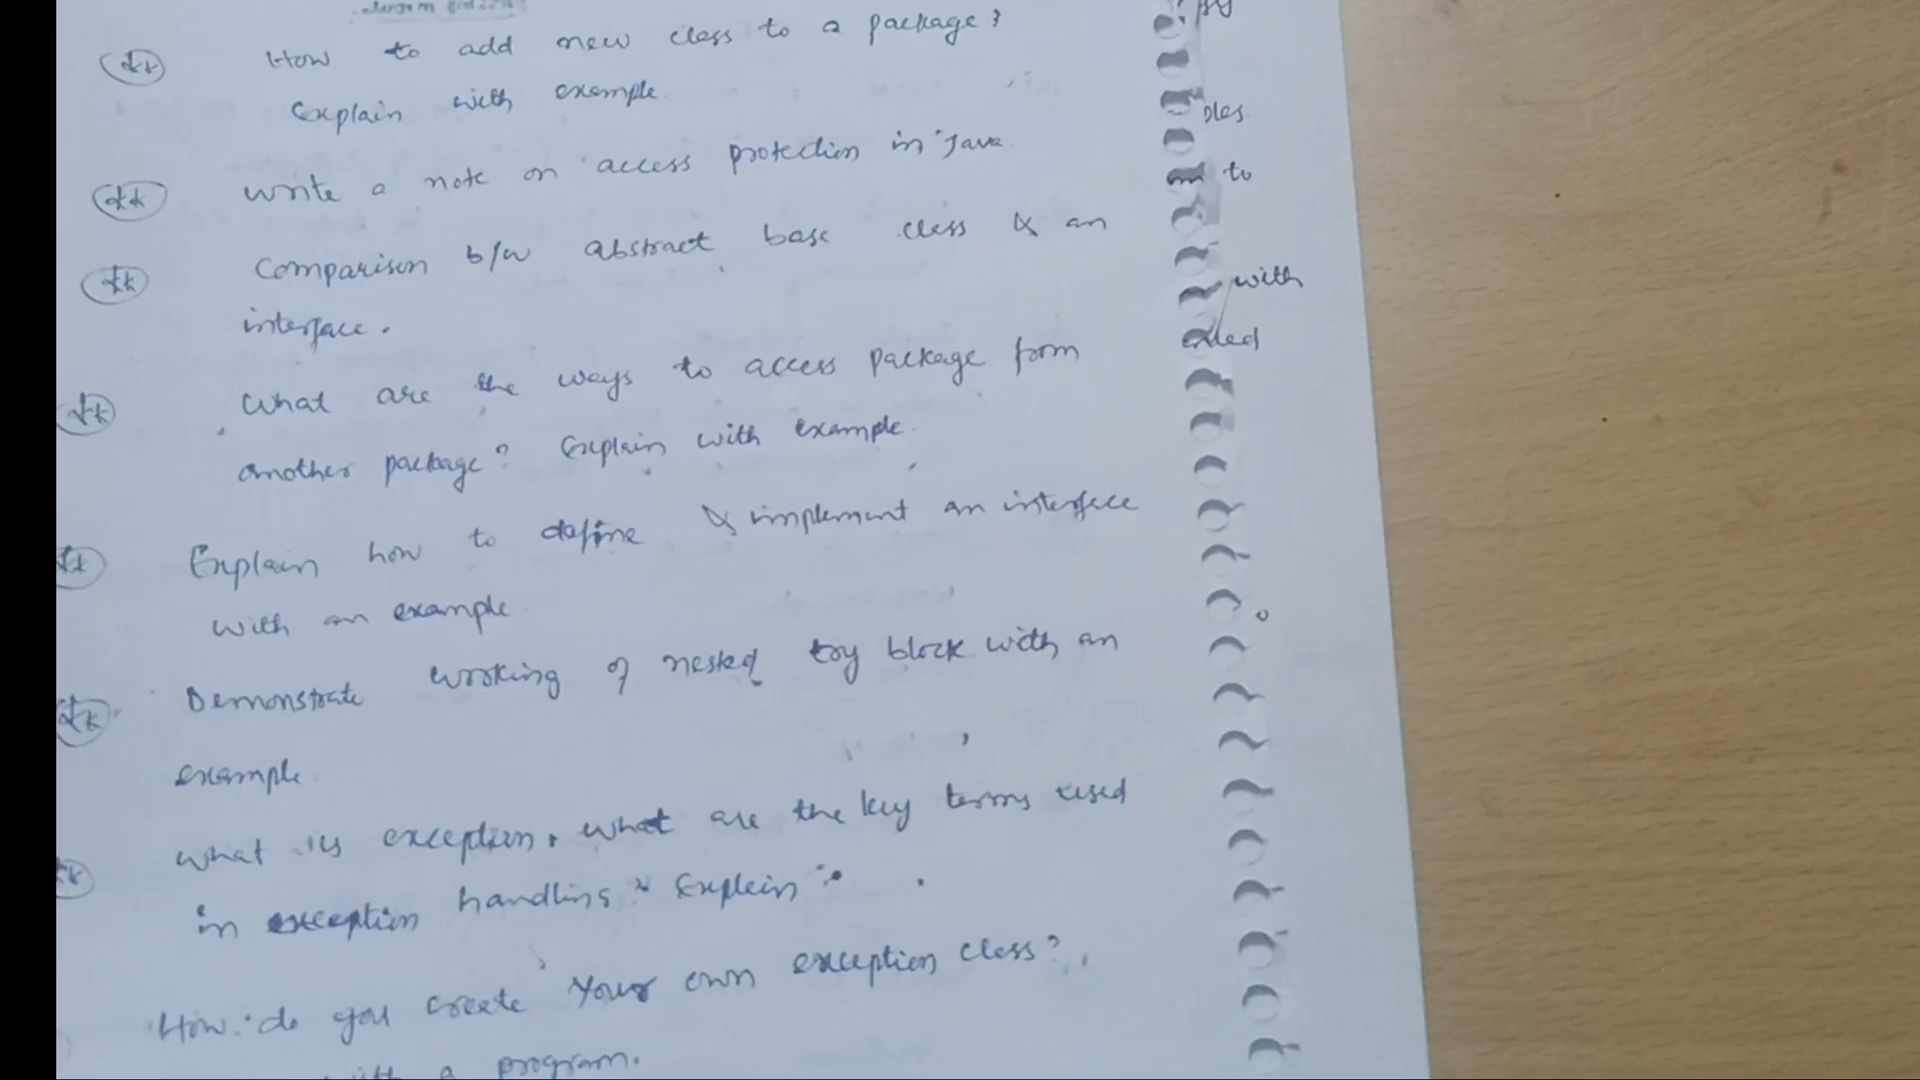 How to add new class to a package?
Explain with example.
Write a note on access protection in Java
Comparison b/w abstract base class & an
interface.
What are the ways to access package form
another package? Explain with example.
Explain how to define & implement an interface
with an example
Demonstrate working of nested try block with an
example
What is exception. what are the key terms used
in exception handling? Explain
How do you create your own exception class?
a program.
to
with